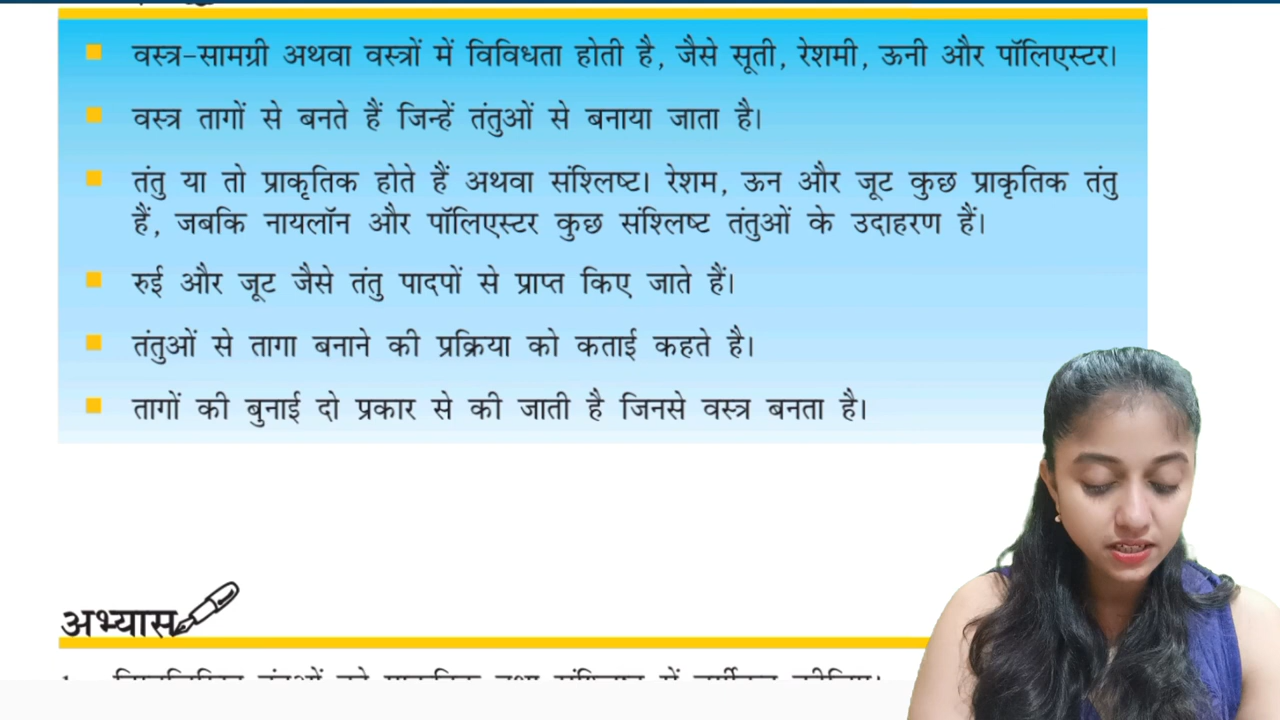 वस्त्र-सामग्री अथवा वस्त्रों में विविधता होती है, जैसे सूती, रेशमी, ऊनी और पॉलिएस्टर।
वस्त्र तागों से बनते हैं जिन्हें तंतुओं से बनाया जाता है।
तंतु या तो प्राकृतिक होते हैं अथवा संश्लिष्ट। रेशम, ऊन और जूट कुछ प्राकृतिक तंतु
हैं, जबकि नायलॉन और पॉलिएस्टर कुछ संश्लिष्ट तंतुओं के उदाहरण हैं।
रुई और जूट जैसे तंतु पादपों से प्राप्त किए जाते हैं।
तंतुओं से तागा बनाने की प्रक्रिया को कताई कहते है।
तागों की बुनाई दो प्रकार से की जाती है जिनसे वस्त्र बनता है।
अभ्यास